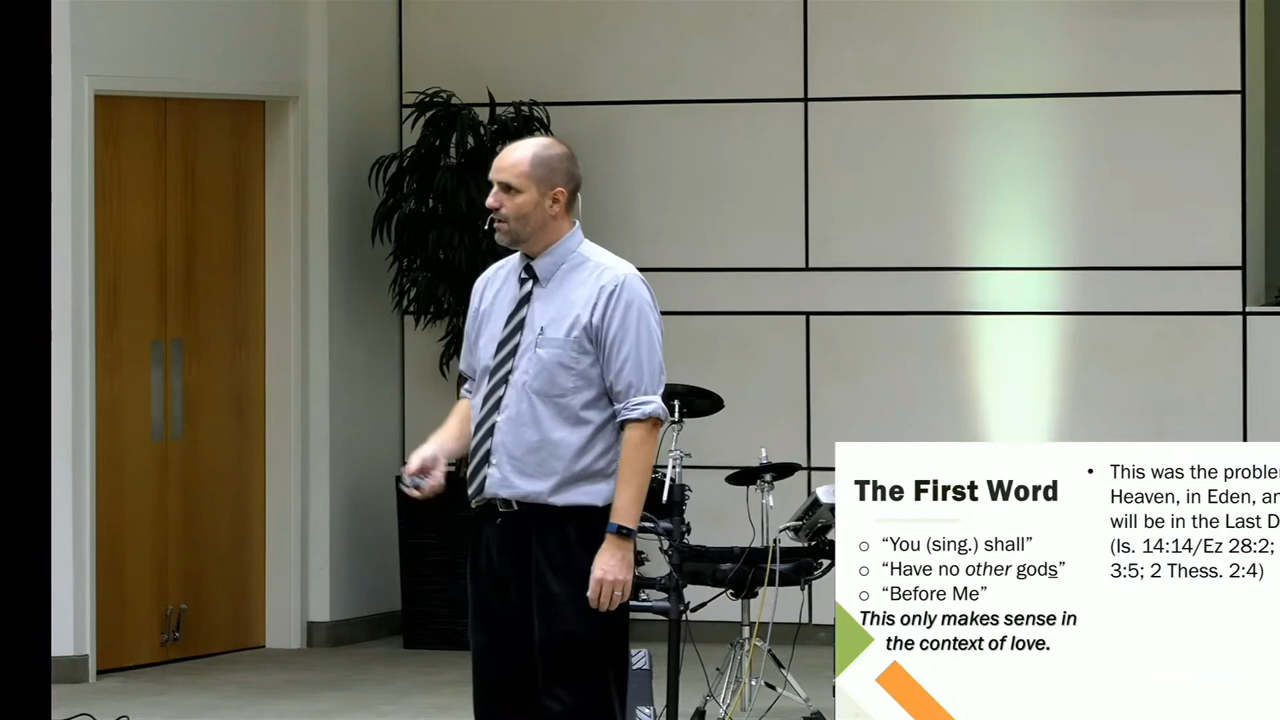 The First Word
○ “You (sing.) shall”
○ “Have no other gods”
○ “Before Me”
This only makes sense in
the context of love.
• This was the proble
Heaven, in Eden, a
will be in the Last D
(Is. 14:14/Ez 28:2;
3:5; 2 Thess. 2:4)